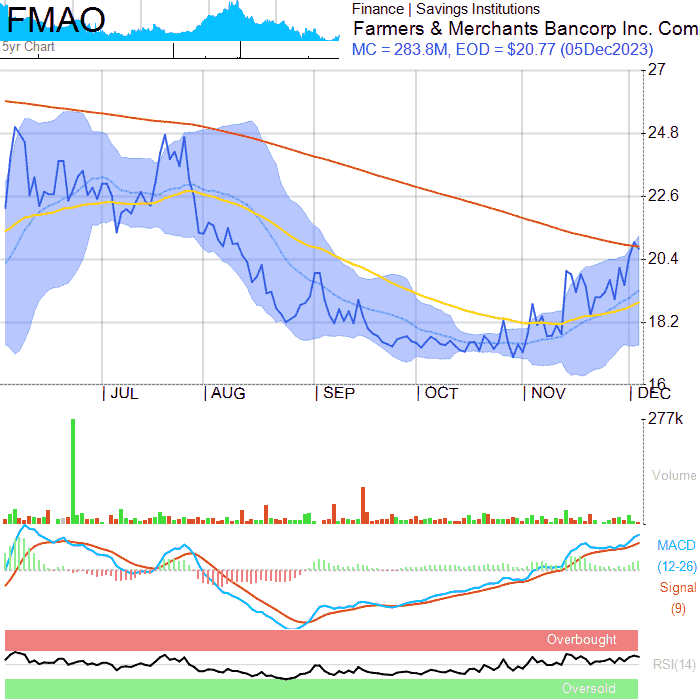 FMAO
5yr Chart
Finance | Savings Institutions
Farmers & Merchants Bancorp Inc. Com
MC = 283.8M, EOD = $20.77 (05Dec2023)
27
24.8
22.6
20.4
18.2
16
JUL AUG SEP OCT NOV DEC
277k
Volume
MACD
(12-26)
Signal
(9)
Overbought
RSI(14)
Oversold